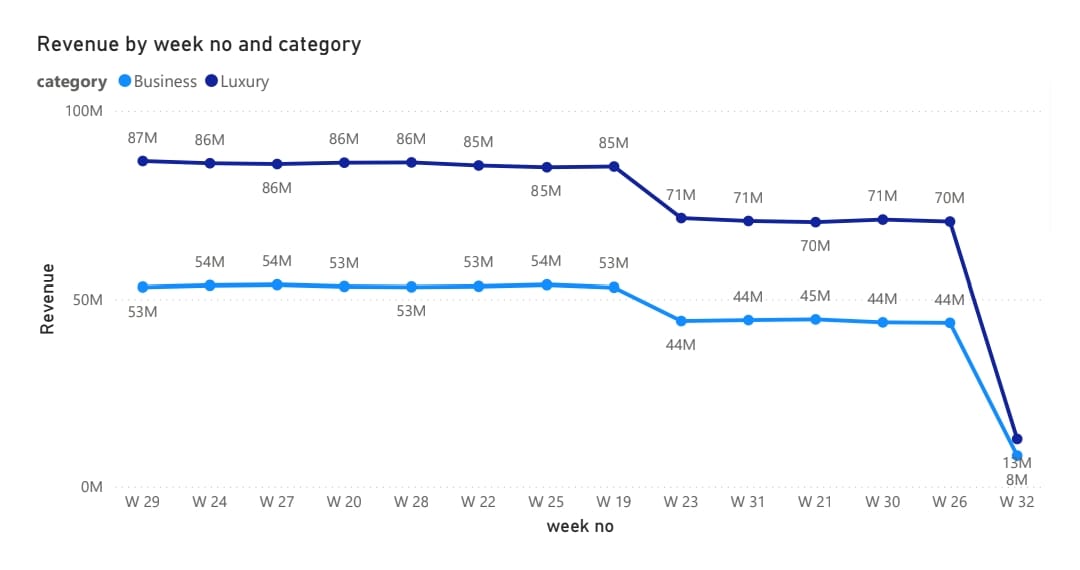 Revenue by week no and category
category Business Luxury
100M
87M 86M 86M 86M 85M 85M
86M 85M
71M 71M 71M 70M
70M
54M 54M 53M 53M 54M 53M
Revenue
50M
53M 53M
44M 45M 44M 44M
44M
13M
8M
0M
W 29 W 24 W 27 W 20 W 28 W 22 W 25 W 19 W 23 W 31 W 21 W 30 W 26 W 32
week no